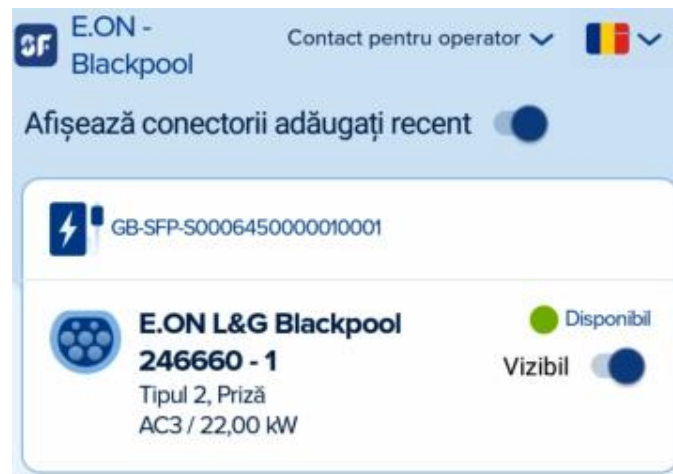 SF
E.ON -
Blackpool
Contact pentru operator
Afișează conectorii adăugați recent
GB-SFP-S0006450000010001
E.ON L&G Blackpool
246660 - 1
Disponibil
Vizibil
Tipul 2, Priză
AC3 / 22,00 kW